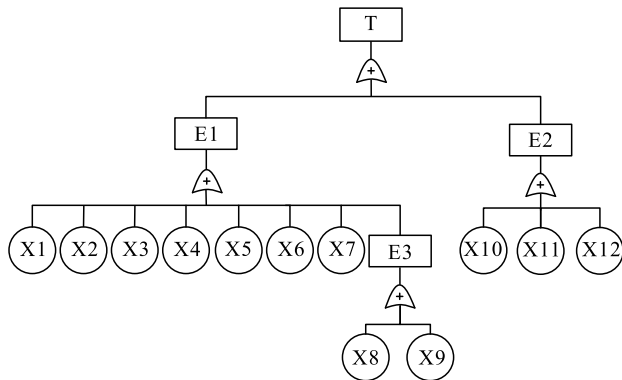 T
+
E1
E2
+
+
X1 X2 X3 X4 X5 X6 X7 E3 X10 X11 X12
+
X8 X9